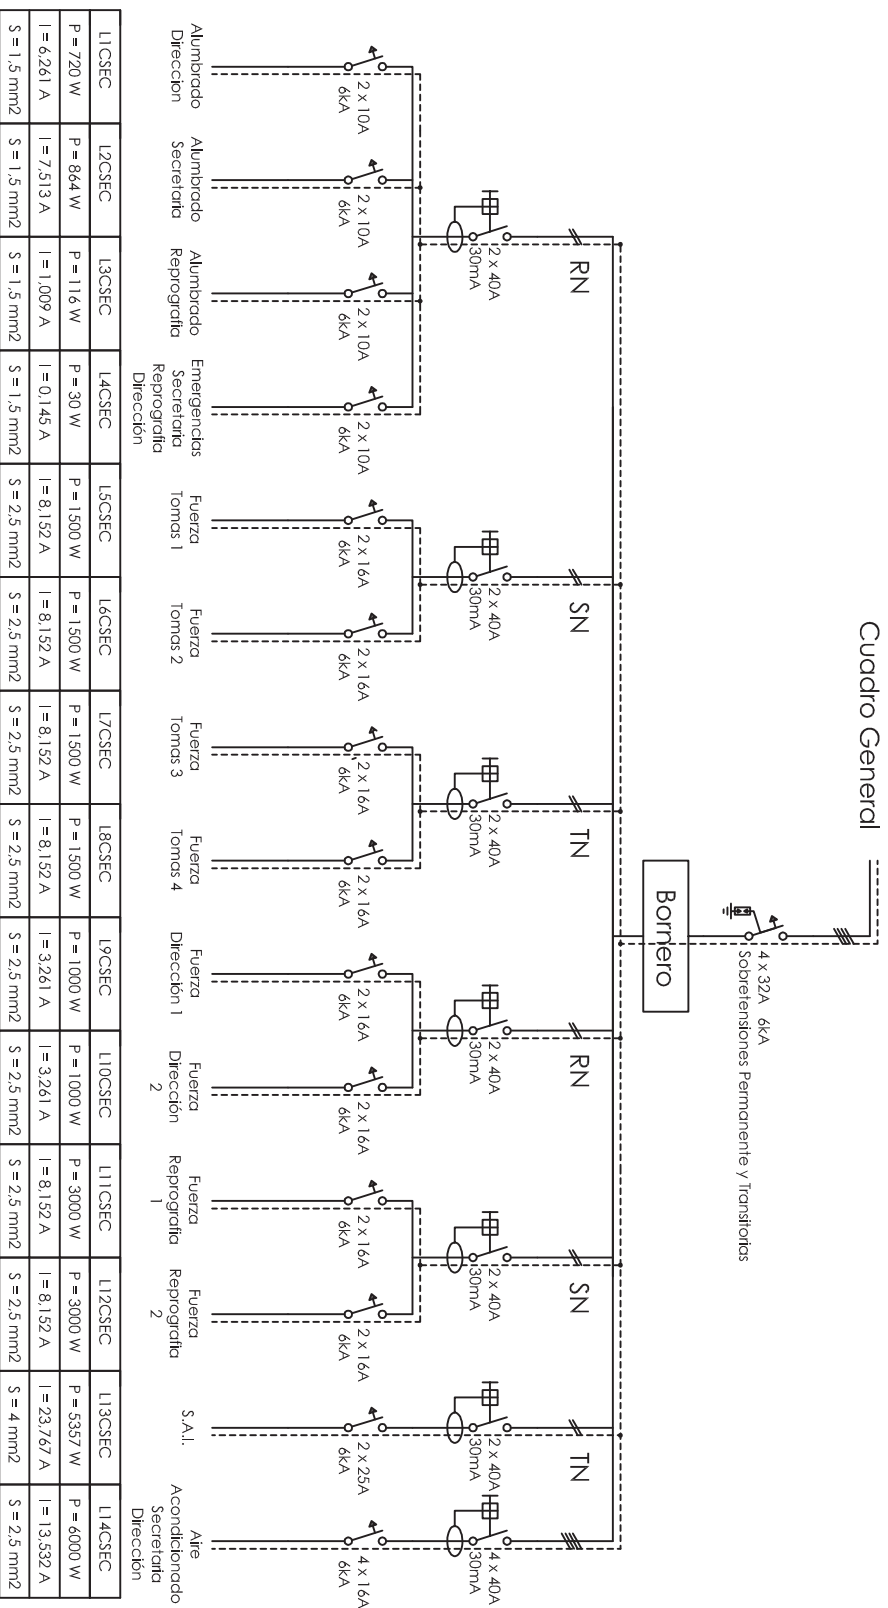 Cuadro General
4 x 32A 6kA
Sobretensiones Permanente y Transitorias
Bornero
RN
SN
TN
RN
SN
TN
2 x 40A
30mA
2 x 40A
30mA
2 x 40A
30mA
2 x 40A
30mA
2 x 40A
30mA
2 x 40A
30mA
4 x 40A
30mA
2 x 10A
6kA
2 x 10A
6kA
2 x 10A
6kA
2 x 10A
6kA
2 x 16A
6kA
2 x 16A
6kA
2 x 16A
6kA
2 x 16A
6kA
2 x 16A
6kA
2 x 16A
6kA
2 x 16A
6kA
2 x 16A
6kA
2 x 25A
6kA
4 x 16A
6kA
Alumbrado
Direccion
Alumbrado
Secretaria
Alumbrado
Reprografia
Emergencias
Secretaria
Reprografia
Dirección
Fuerza
Tomas 1
Fuerza
Tomas 2
Fuerza
Tomas 3
Fuerza
Tomas 4
Fuerza
Dirección 1
Fuerza
Dirección
2
Fuerza
Reprografia
1
Fuerza
Reprografia
2
S.A.I.
Aire
Acondicionado
Secretaria
Dirección
L1CSEC L2CSEC L3CSEC L4CSEC L5CSEC L6CSEC L7CSEC L8CSEC L9CSEC L10CSEC L11CSEC L12CSEC L13CSEC L14CSEC
P = 720 W P = 864 W P = 116 W P = 30 W P = 1500 W P = 1500 W P = 1500 W P = 1500 W P = 1000 W P = 1000 W P = 3000 W P = 3000 W P = 5357 W P = 6000 W
I = 6,261 A I = 7,513 A I = 1,009 A I = 0,145 A I = 8,152 A I = 8,152 A I = 8,152 A I = 8,152 A I = 3,261 A I = 3,261 A I = 8,152 A I = 8,152 A I = 23,767 A I = 13,532 A
S = 1,5 mm2 S = 1,5 mm2 S = 1,5 mm2 S = 1,5 mm2 S = 2,5 mm2 S = 2,5 mm2 S = 2,5 mm2 S = 2,5 mm2 S = 2,5 mm2 S = 2,5 mm2 S = 2,5 mm2 S = 2,5 mm2 S = 4 mm2 S = 2,5 mm2